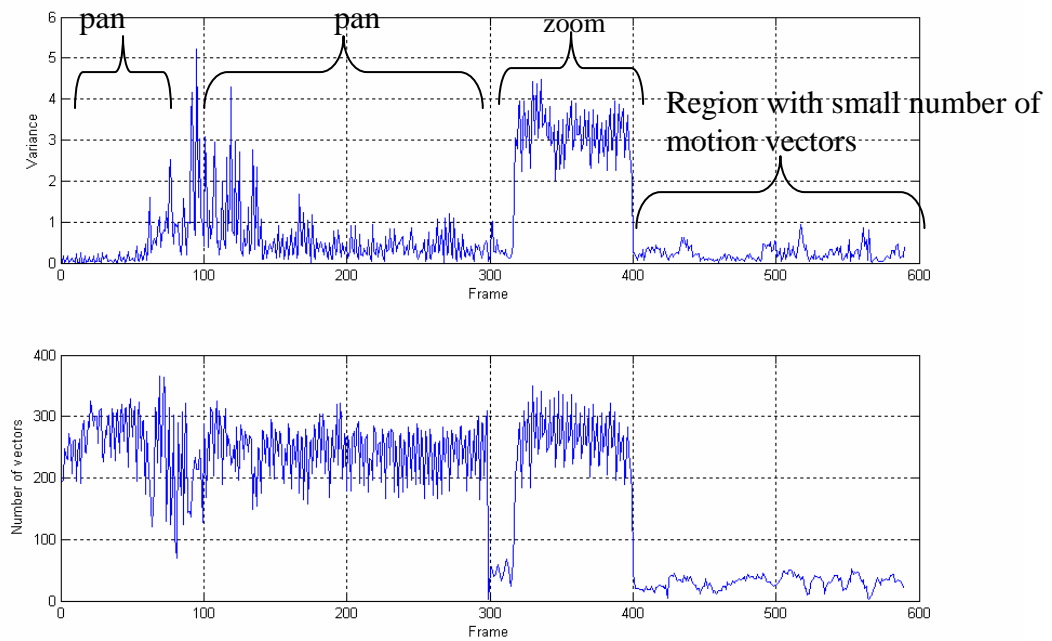 pan
pan
zoom
Region with small number of
motion vectors
6
5
4
3
2
1
0
Variance
0 100 200 300 400 500 600
Frame
400
300
200
100
0
Number of vectors
0 100 200 300 400 500 600
Frame